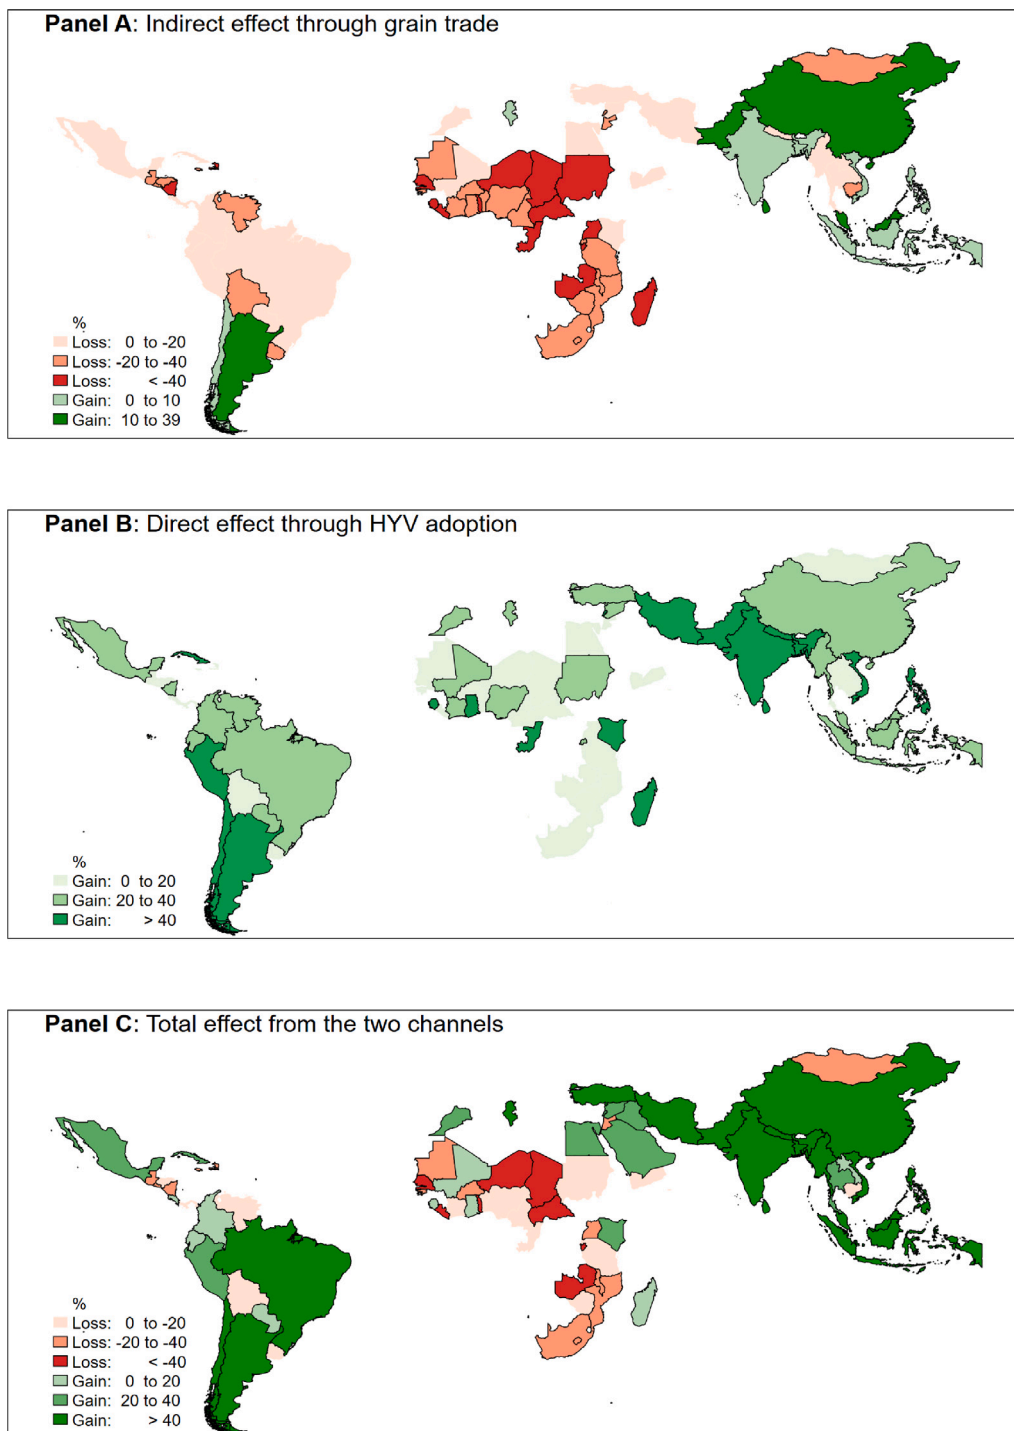 Panel A: Indirect effect through grain trade
%
Loss: 0 to -20
Loss: -20 to -40
Loss: < -40
Gain: 0 to 10
Gain: 10 to 39
Panel B: Direct effect through HYV adoption
%
Gain: 0 to 20
Gain: 20 to 40
Gain: > 40
Panel C: Total effect from the two channels
%
Loss: 0 to -20
Loss: -20 to -40
Loss: < -40
Gain: 0 to 20
Gain: 20 to 40
Gain: > 40